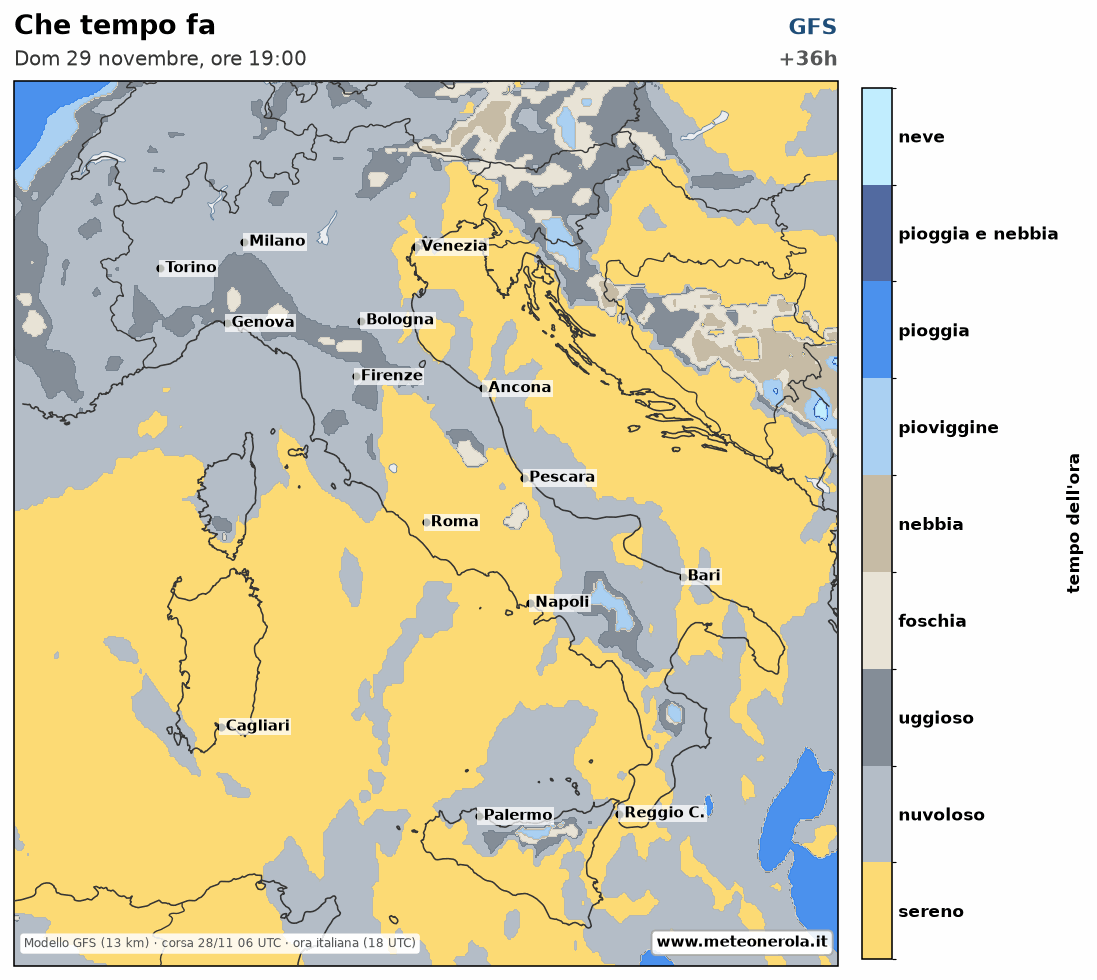 Che tempo fa
GFS
Dom 29 novembre, ore 19:00
+36h
neve
pioggia e nebbia
pioggia
pioviggine
nebbia
foschia
uggioso
nuvoloso
sereno
tempo dell'ora
Milano
Venezia
Torino
Genova
Bologna
Firenze
Ancona
Pescara
Roma
Bari
Napoli
Cagliari
Palermo
Reggio C.
Modello GFS (13 km) · corsa 28/11 06 UTC · ora italiana (18 UTC)
www.meteonerola.it